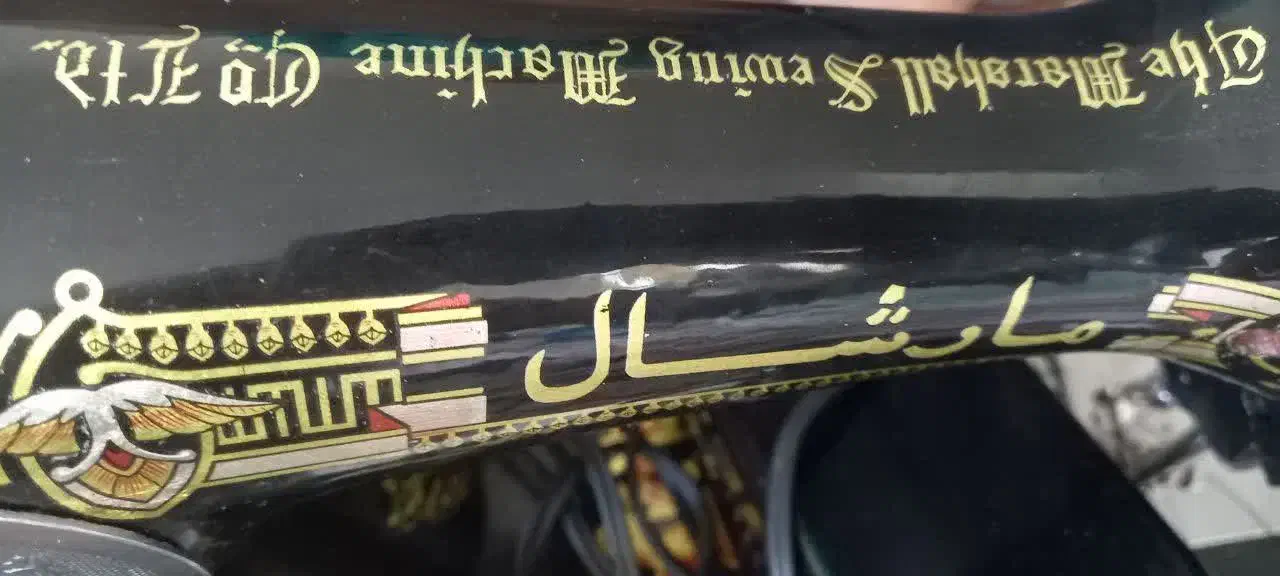 The Marshall Sewing Machine Co Ltd.
مارشال